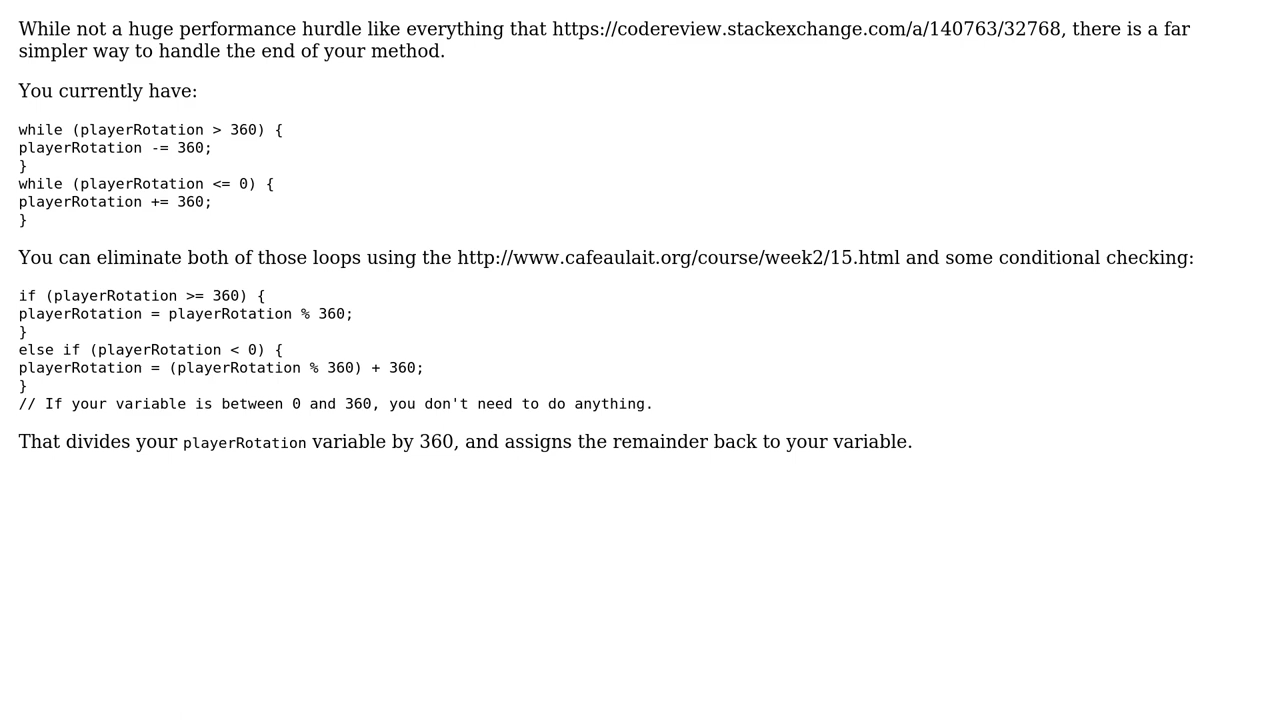 While not a huge performance hurdle like everything that https://codereview.stackexchange.com/a/140763/32768, there is a far
simpler way to handle the end of your method.
You currently have:
while (playerRotation > 360) {
playerRotation -= 360;
}
while (playerRotation <= 0) {
playerRotation += 360;
}
You can eliminate both of those loops using the http://www.cafeaulait.org/course/week2/15.html and some conditional checking:
if (playerRotation >= 360) {
playerRotation = playerRotation % 360;
}
else if (playerRotation < 0) {
playerRotation = (playerRotation % 360) + 360;
}
// If your variable is between 0 and 360, you don't need to do anything.
That divides your playerRotation variable by 360, and assigns the remainder back to your variable.